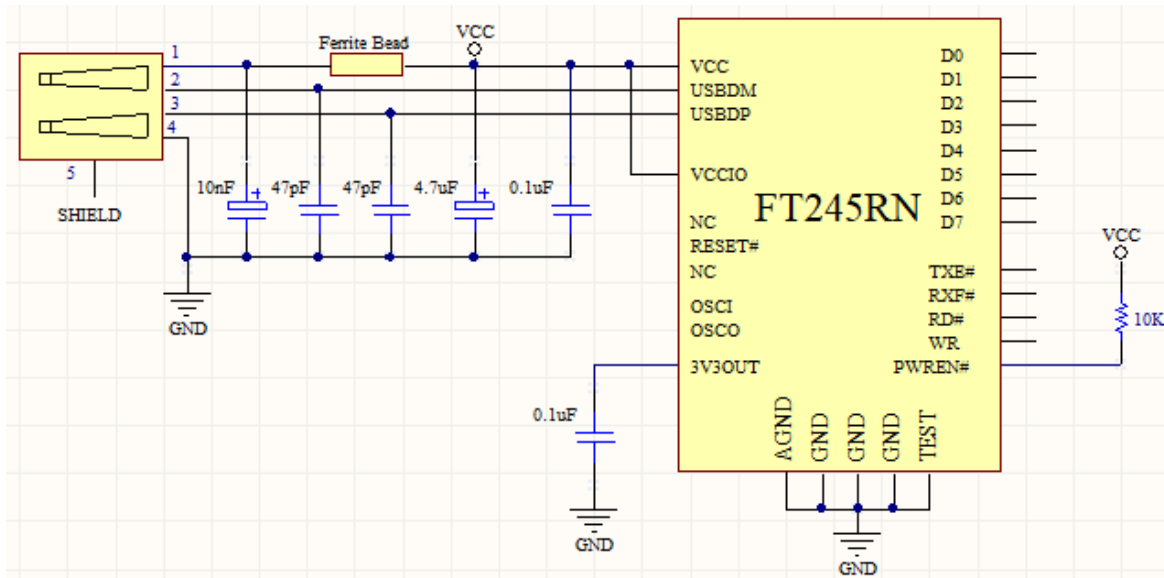 VCC
Ferrite Bead
1
2
3
4
5
SHIELD
10nF
+
47pF
47pF
4.7uF
+
0.1uF
GND
VCC
USBDM
USBDP
VCCIO
NC
RESET#
NC
OSCI
OSCO
3V3OUT
FT245RN
D0
D1
D2
D3
D4
D5
D6
D7
TXE#
RXF#
RD#
WR
PWREN#
VCC
10K
0.1uF
GND
AGND
GND
GND
GND
TEST
GND